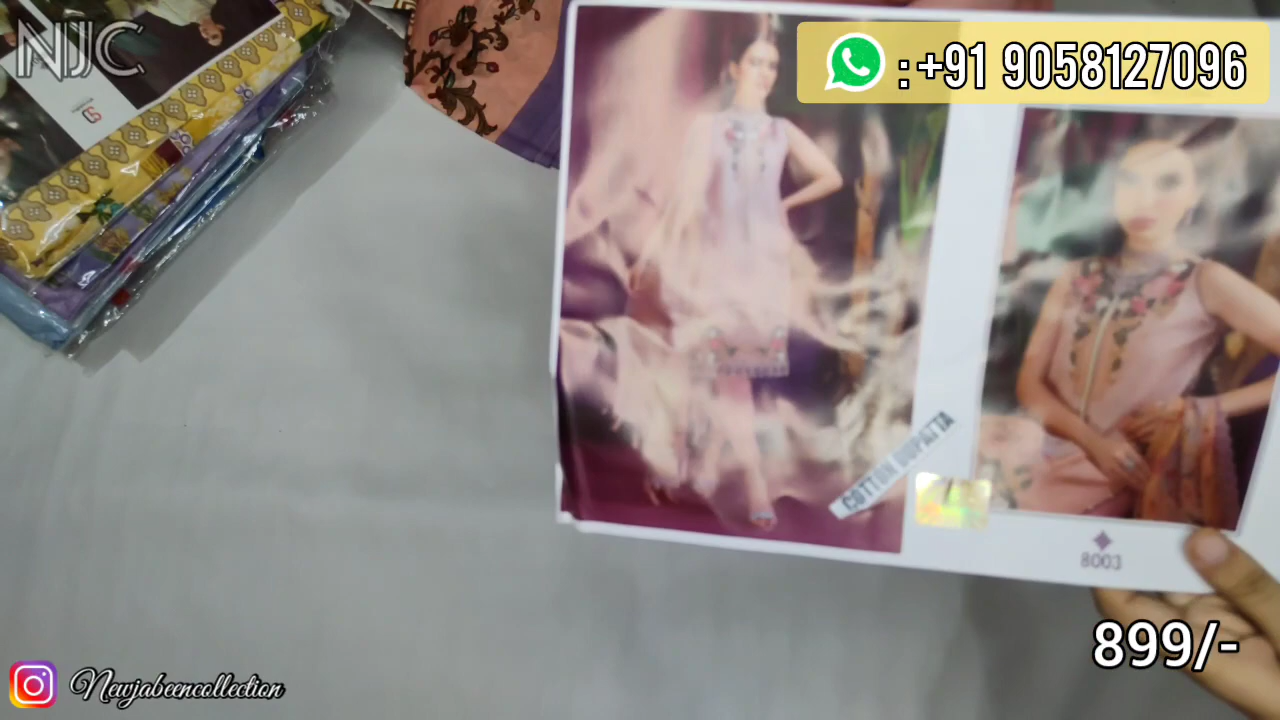 NJC
: +91 9058127096
COTTON DUPATTA
8003
899/-
Newjabeencollection